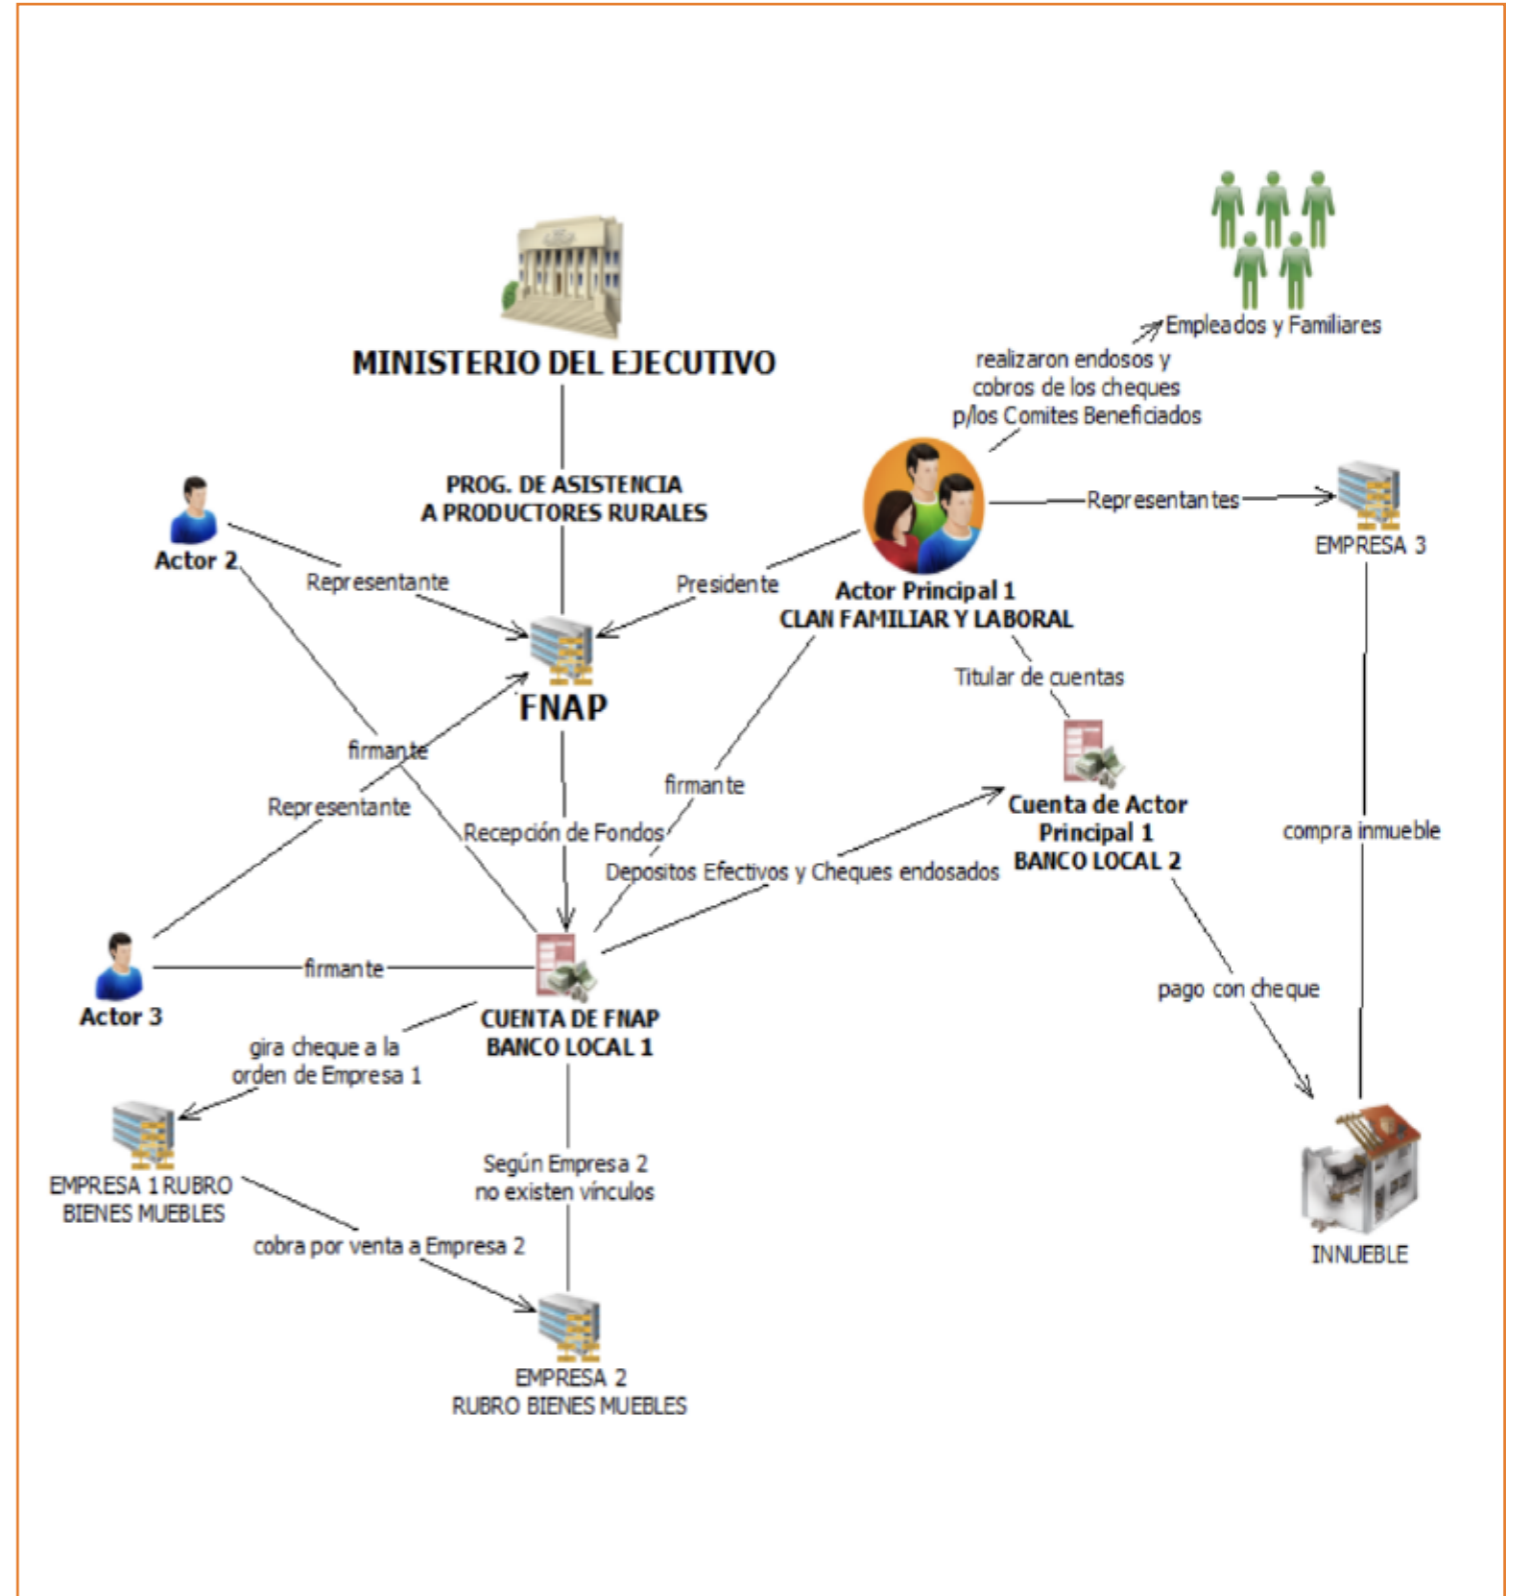 Empleados y Familiares
MINISTERIO DEL EJECUTIVO
realizaron endosos y
cobros de los cheques
p/los Comites Beneficiados
PROG. DE ASISTENCIA
A PRODUCTORES RURALES
Representantes
EMPRESA 3
Actor 2
Representante
Presidente
Actor Principal 1
CLAN FAMILIAR Y LABORAL
Titular de cuentas
FNAP
firmante
firmante
Representante
Recepción de Fondos
Cuenta de Actor
Principal 1
BANCO LOCAL 2
compra inmueble
Depositos Efectivos y Cheques endosados
firmante
Actor 3
pago con cheque
CUENTA DE FNAP
BANCO LOCAL 1
gira cheque a la
orden de Empresa 1
EMPRESA 1 RUBRO
BIENES MUEBLES
Según Empresa 2
no existen vínculos
cobra por venta a Empresa 2
INNUEBLE
EMPRESA 2
RUBRO BIENES MUEBLES